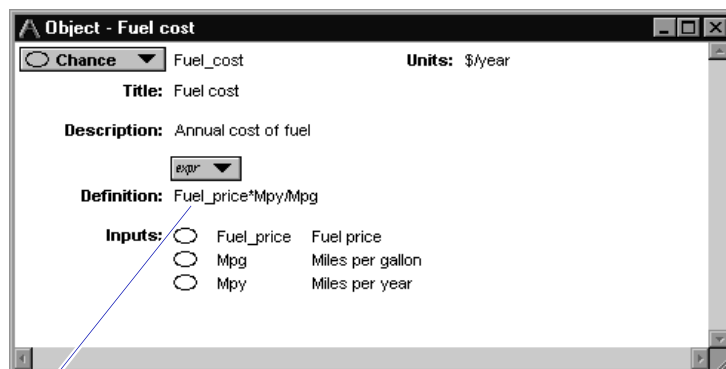 Object - Fuel cost
Chance Fuel_cost Units: $/year
Title: Fuel cost
Description: Annual cost of fuel
expr
Definition: Fuel_price*Mpy/Mpg
Inputs: Fuel_price Fuel price
Mpg Miles per gallon
Mpy Miles per year